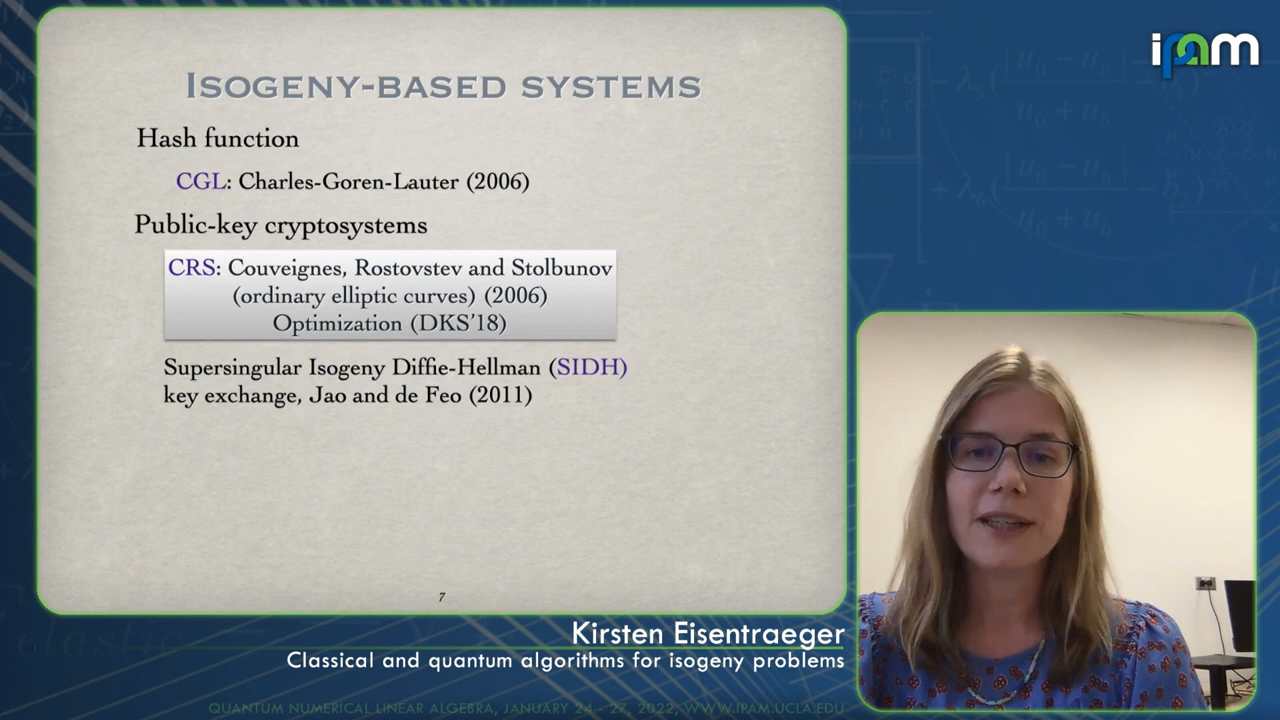 ISOGENY-BASED SYSTEMS
Hash function
CGL: Charles-Goren-Lauter (2006)
Public-key cryptosystems
CRS: Couveignes, Rostovstev and Stolbunov
(ordinary elliptic curves) (2006)
Optimization (DKS'18)
Supersingular Isogeny Diffie-Hellman (SIDH)
key exchange, Jao and de Feo (2011)
7
ipam
Kirsten Eisentraeger
Classical and quantum algorithms for isogeny problems
QUANTUM NUMERICAL LINEAR ALGEBRA, JANUARY 24 - 27, 2022, WWW.IPAM.UCLA.EDU